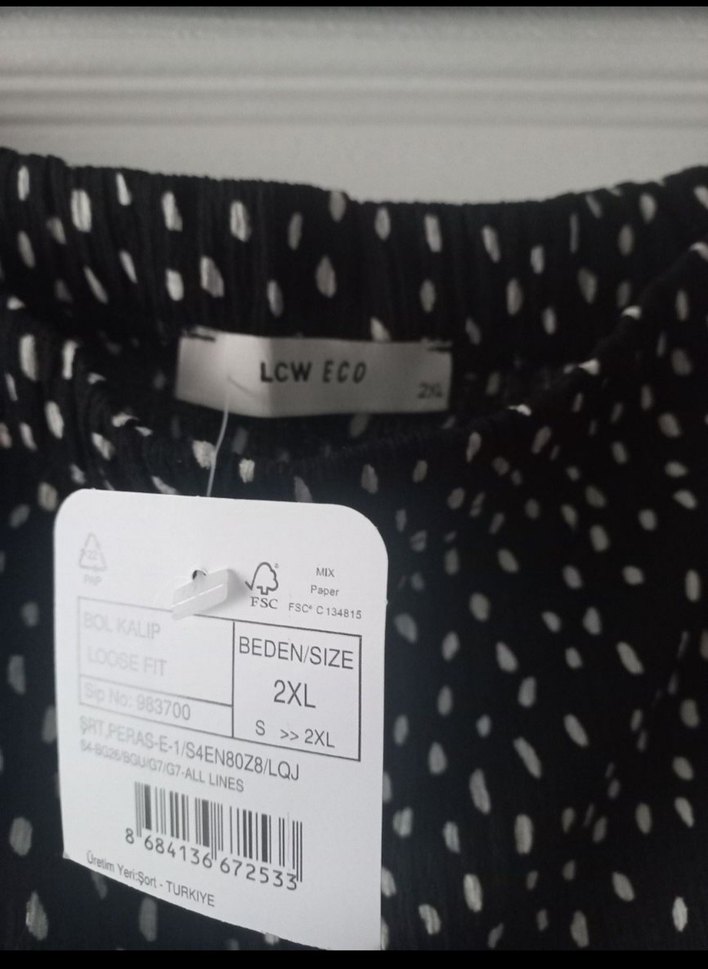 LCW ECO
2XL
22
PAP
FSC
MIX
Paper
FSC® C134815
BOL KALIP
LOOSE FIT
Sip No: 983700
BEDEN/SIZE
2XL
S >> 2XL
ŞRT.PERAS-E-1/S4EN80Z8/LQJ
S4-BG26/BGU/G7/G7-ALL LINES
8 684136 672533
Üretim Yeri:Şort - TURKIYE